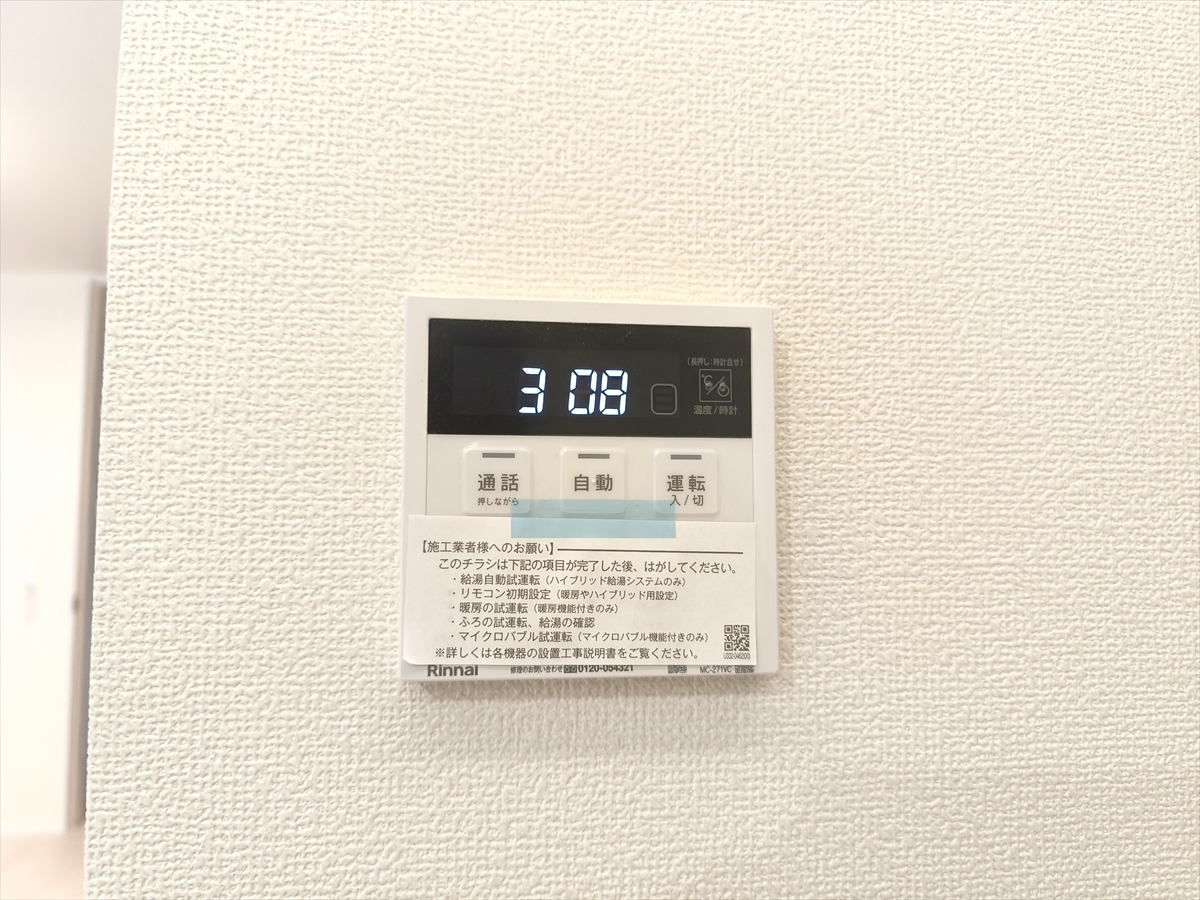 3 08
(長押し:時計合せ)
温度/時計
通話
押しながら
自動
運転
入/切
【施工業者様へのお願い】
このチラシは下記の項目が完了した後、はがしてください。
・給湯自動試運転(ハイブリッド給湯システムのみ)
・リモコン初期設定(暖房やハイブリッド用設定)
・暖房の試運転(暖房機能付きのみ)
・ふろの試運転、給湯の確認
・マイクロバブル試運転(マイクロバブル機能付きのみ)
※詳しくは各機器の設置工事説明書をご覧ください。
Rinnai 修理のお問い合わせ 0120-054321 MC-271VC